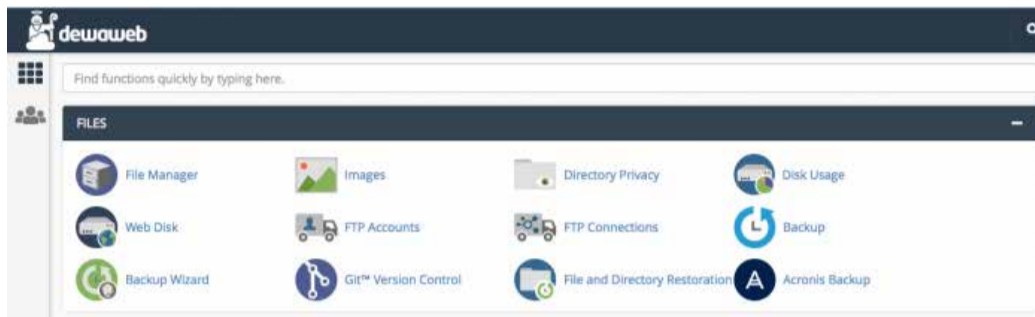 dewaweb
Find functions quickly by typing here.
FILES
File Manager
Images
Directory Privacy
Disk Usage
Web Disk
FTP Accounts
FTP Connections
Backup
Backup Wizard
Git™ Version Control
File and Directory Restoration
Acronis Backup